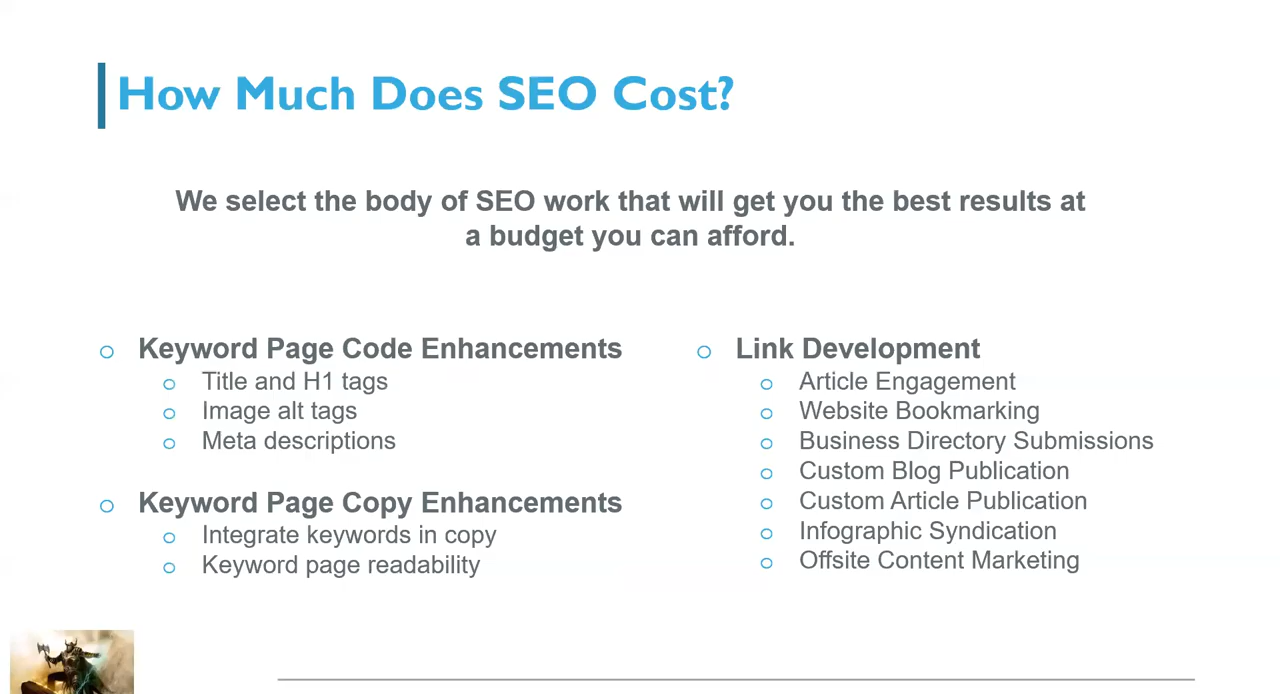 How Much Does SEO Cost?
We select the body of SEO work that will get you the best results at
a budget you can afford.
Keyword Page Code Enhancements
Title and H1 tags
Image alt tags
Meta descriptions
Keyword Page Copy Enhancements
Integrate keywords in copy
Keyword page readability
Link Development
Article Engagement
Website Bookmarking
Business Directory Submissions
Custom Blog Publication
Custom Article Publication
Infographic Syndication
Offsite Content Marketing